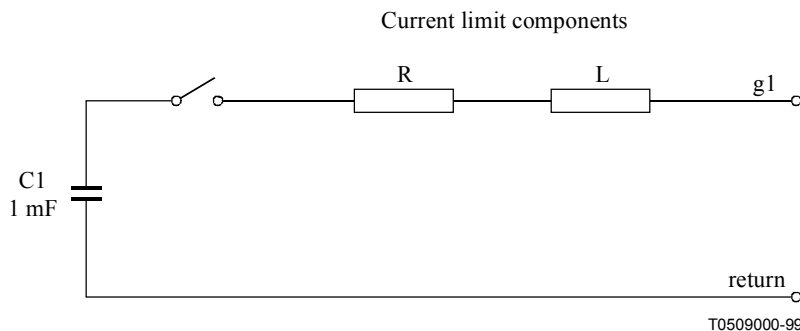 Current limit components
R
L
g1
C1
1 mF
return
T0509000-99